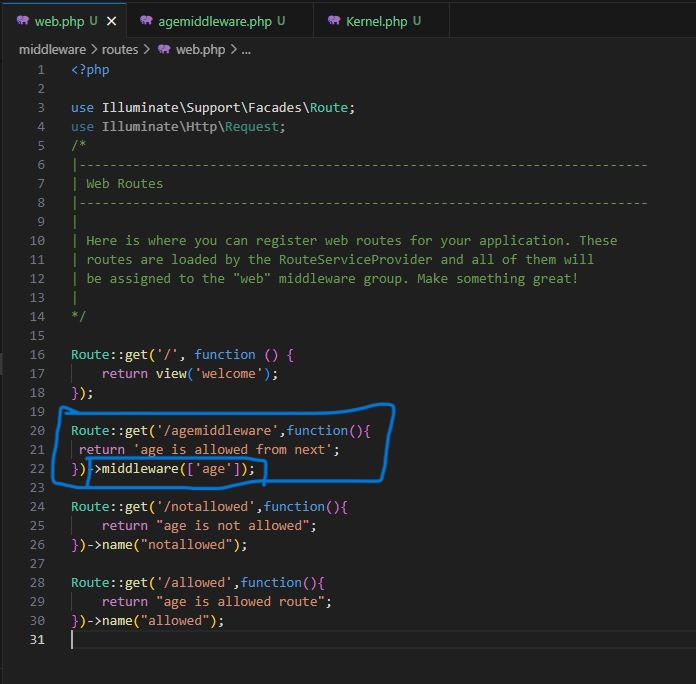 web.php U X agemiddleware.php U Kernel.php U
middleware > routes > web.php > ...
1 <?php
2
3 use Illuminate\Support\Facades\Route;
4 use Illuminate\Http\Request;
5 /*
6 |--------------------------------------------------------------------------
7 | Web Routes
8 |--------------------------------------------------------------------------
9 |
10 | Here is where you can register web routes for your application. These
11 | routes are loaded by the RouteServiceProvider and all of them will
12 | be assigned to the "web" middleware group. Make something great!
13 |
14 */
15
16 Route::get('/', function () {
17     return view('welcome');
18 });
19
20 Route::get('/agemiddleware',function(){
21  return 'age is allowed from next';
22 })->middleware(['age']);
23
24 Route::get('/notallowed',function(){
25     return "age is not allowed";
26 })->name("notallowed");
27
28 Route::get('/allowed',function(){
29     return "age is allowed route";
30 })->name("allowed");
31